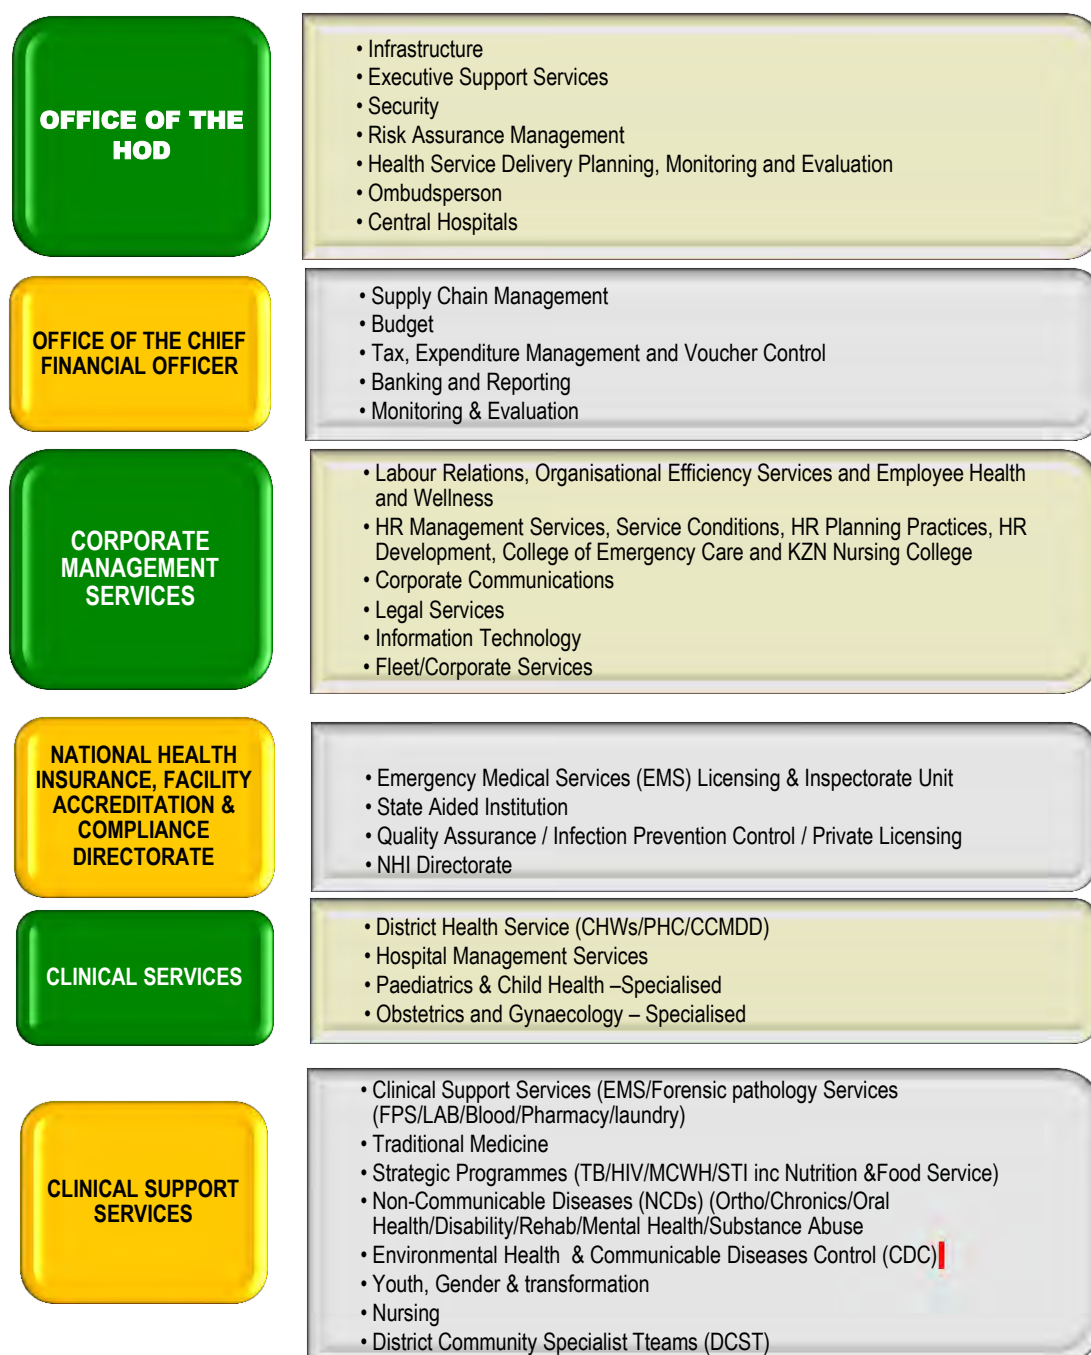 OFFICE OF THE
HOD
• Infrastructure
• Executive Support Services
• Security
• Risk Assurance Management
• Health Service Delivery Planning, Monitoring and Evaluation
• Ombudsperson
• Central Hospitals
OFFICE OF THE CHIEF
FINANCIAL OFFICER
• Supply Chain Management
• Budget
• Tax, Expenditure Management and Voucher Control
• Banking and Reporting
• Monitoring & Evaluation
CORPORATE
MANAGEMENT
SERVICES
• Labour Relations, Organisational Efficiency Services and Employee Health
and Wellness
• HR Management Services, Service Conditions, HR Planning Practices, HR
Development, College of Emergency Care and KZN Nursing College
• Corporate Communications
• Legal Services
• Information Technology
• Fleet/Corporate Services
NATIONAL HEALTH
INSURANCE, FACILITY
ACCREDITATION &
COMPLIANCE
DIRECTORATE
• Emergency Medical Services (EMS) Licensing & Inspectorate Unit
• State Aided Institution
• Quality Assurance / Infection Prevention Control / Private Licensing
• NHI Directorate
CLINICAL SERVICES
• District Health Service (CHWs/PHC/CCMDD)
• Hospital Management Services
• Paediatrics & Child Health –Specialised
• Obstetrics and Gynaecology – Specialised
CLINICAL SUPPORT
SERVICES
• Clinical Support Services (EMS/Forensic pathology Services
(FPS/LAB/Blood/Pharmacy/laundry)
• Traditional Medicine
• Strategic Programmes (TB/HIV/MCWH/STI inc Nutrition &Food Service)
• Non-Communicable Diseases (NCDs) (Ortho/Chronics/Oral
Health/Disability/Rehab/Mental Health/Substance Abuse
• Environmental Health & Communicable Diseases Control (CDC)
• Youth, Gender & transformation
• Nursing
• District Community Specialist Tteams (DCST)